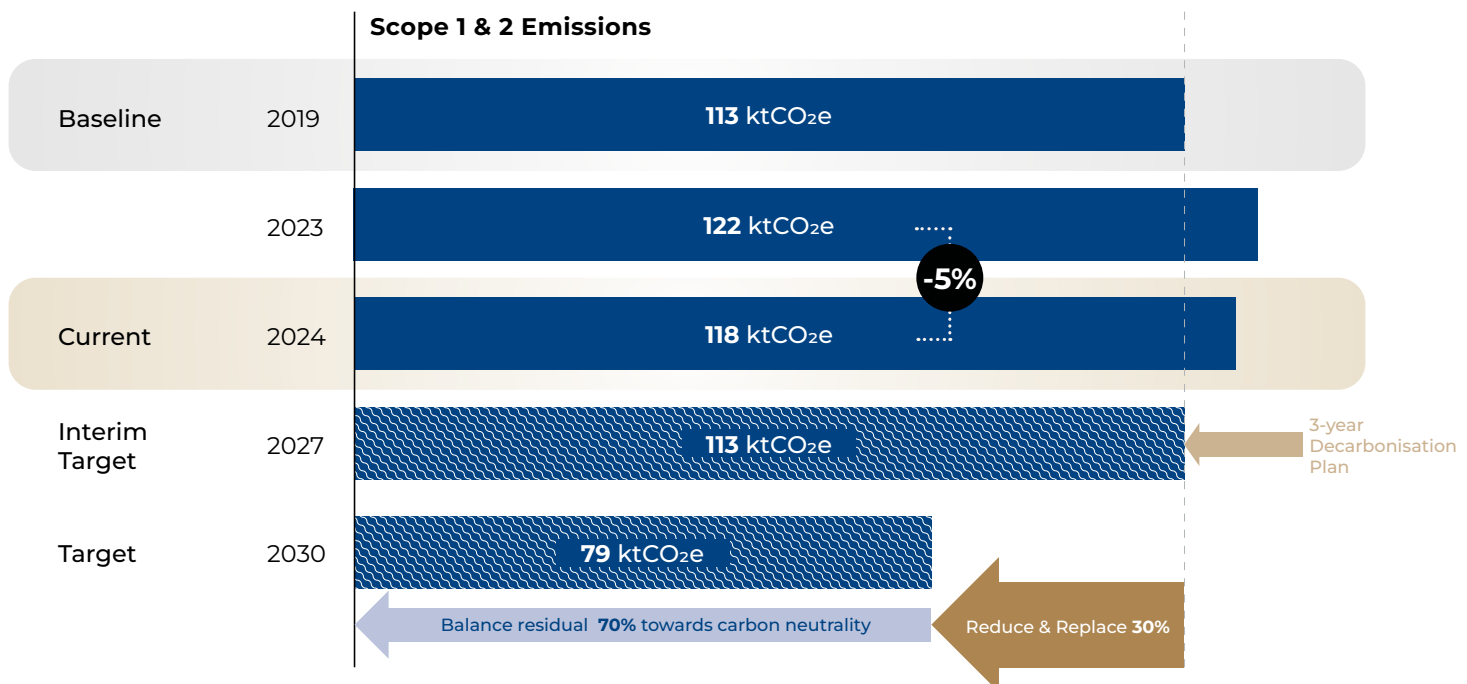 Scope 1 & 2 Emissions
Baseline 2019 113 ktCO₂e
2023 122 ktCO₂e
-5%
Current 2024 118 ktCO₂e
Interim
Target
2027 113 ktCO₂e
3-year
Decarbonisation
Plan
Target 2030 79 ktCO₂e
Balance residual 70% towards carbon neutrality
Reduce & Replace 30%